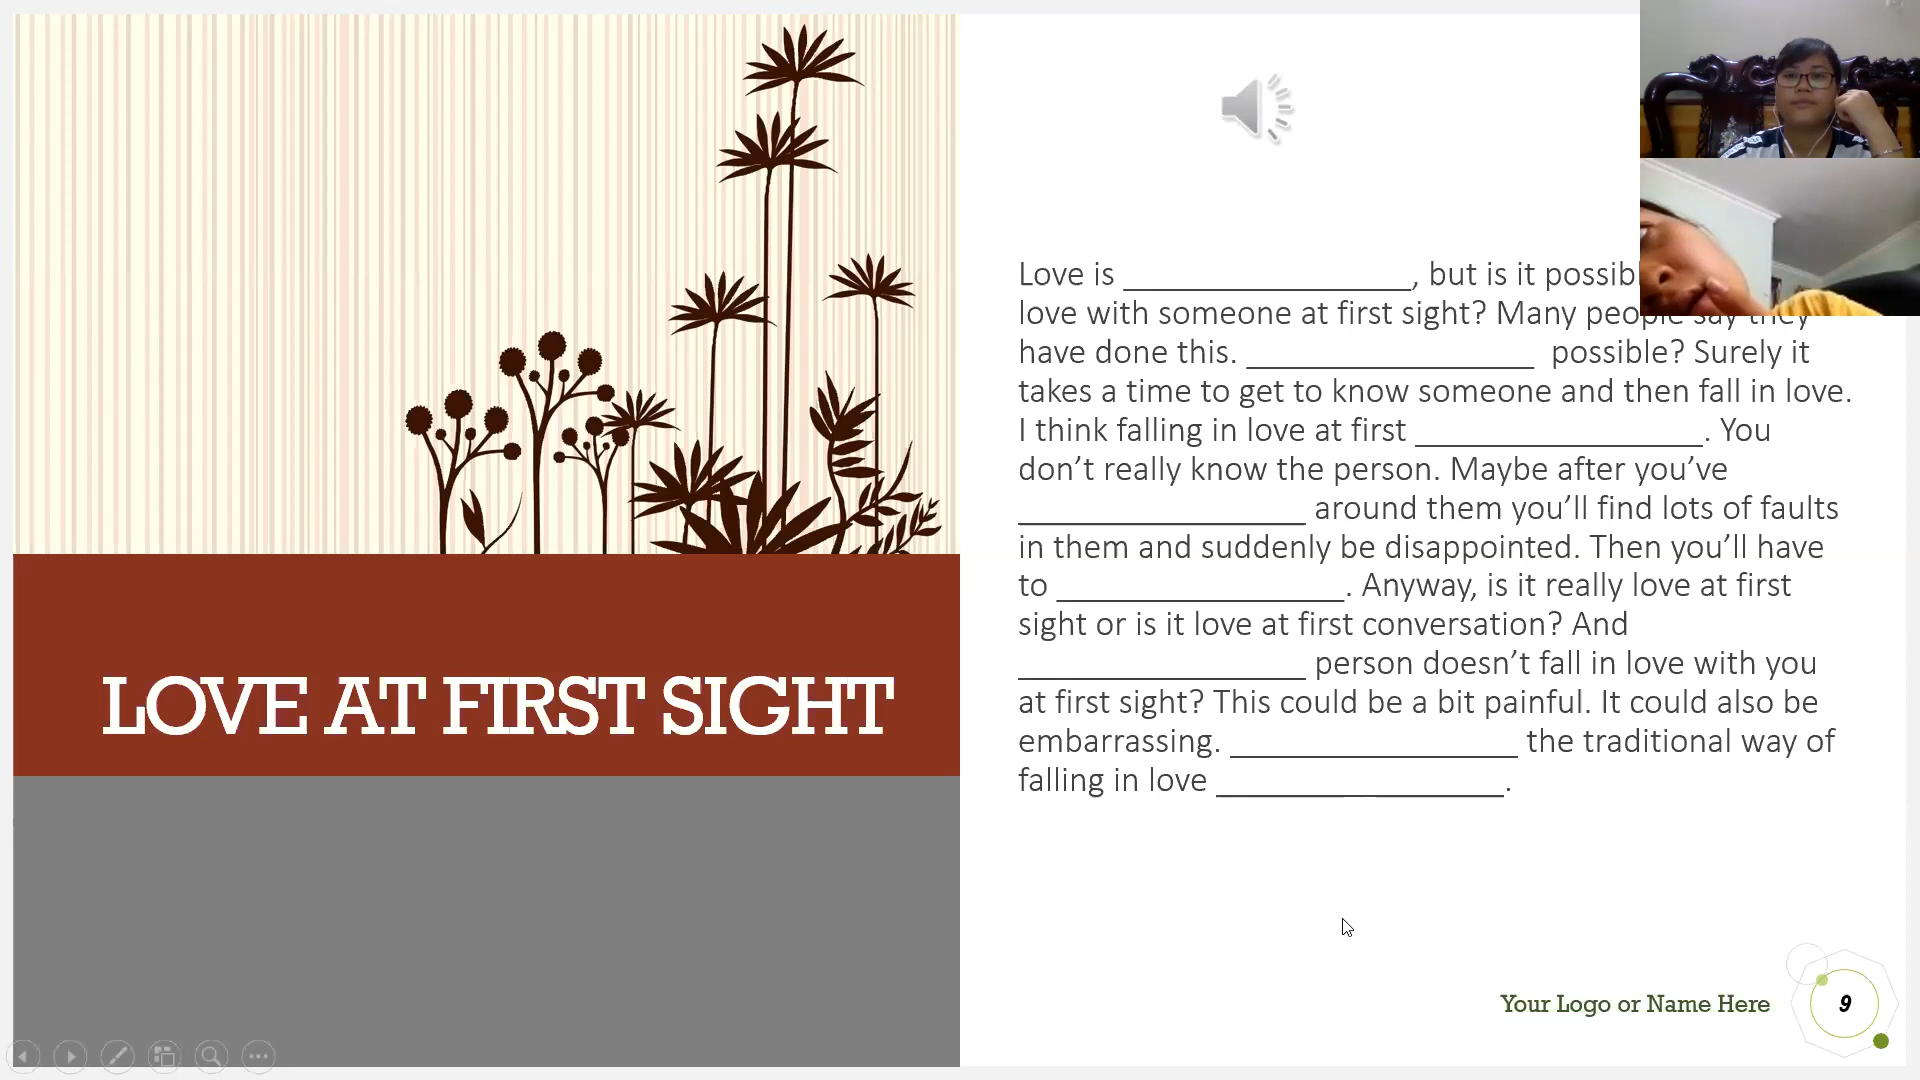 LOVE AT FIRST SIGHT
Love is __________________, but is it
love with someone at first sight? Many people say they
have done this. __________________ possible? Surely it
takes a time to get to know someone and then fall in love.
I think falling in love at first __________________. You
don’t really know the person. Maybe after you’ve
__________________ around them you’ll find lots of faults
in them and suddenly be disappointed. Then you’ll have
to __________________. Anyway, is it really love at first
sight or is it love at first conversation? And
__________________ person doesn’t fall in love with you
at first sight? This could be a bit painful. It could also be
embarrassing. __________________ the traditional way of
falling in love __________________.
Your Logo or Name Here
9